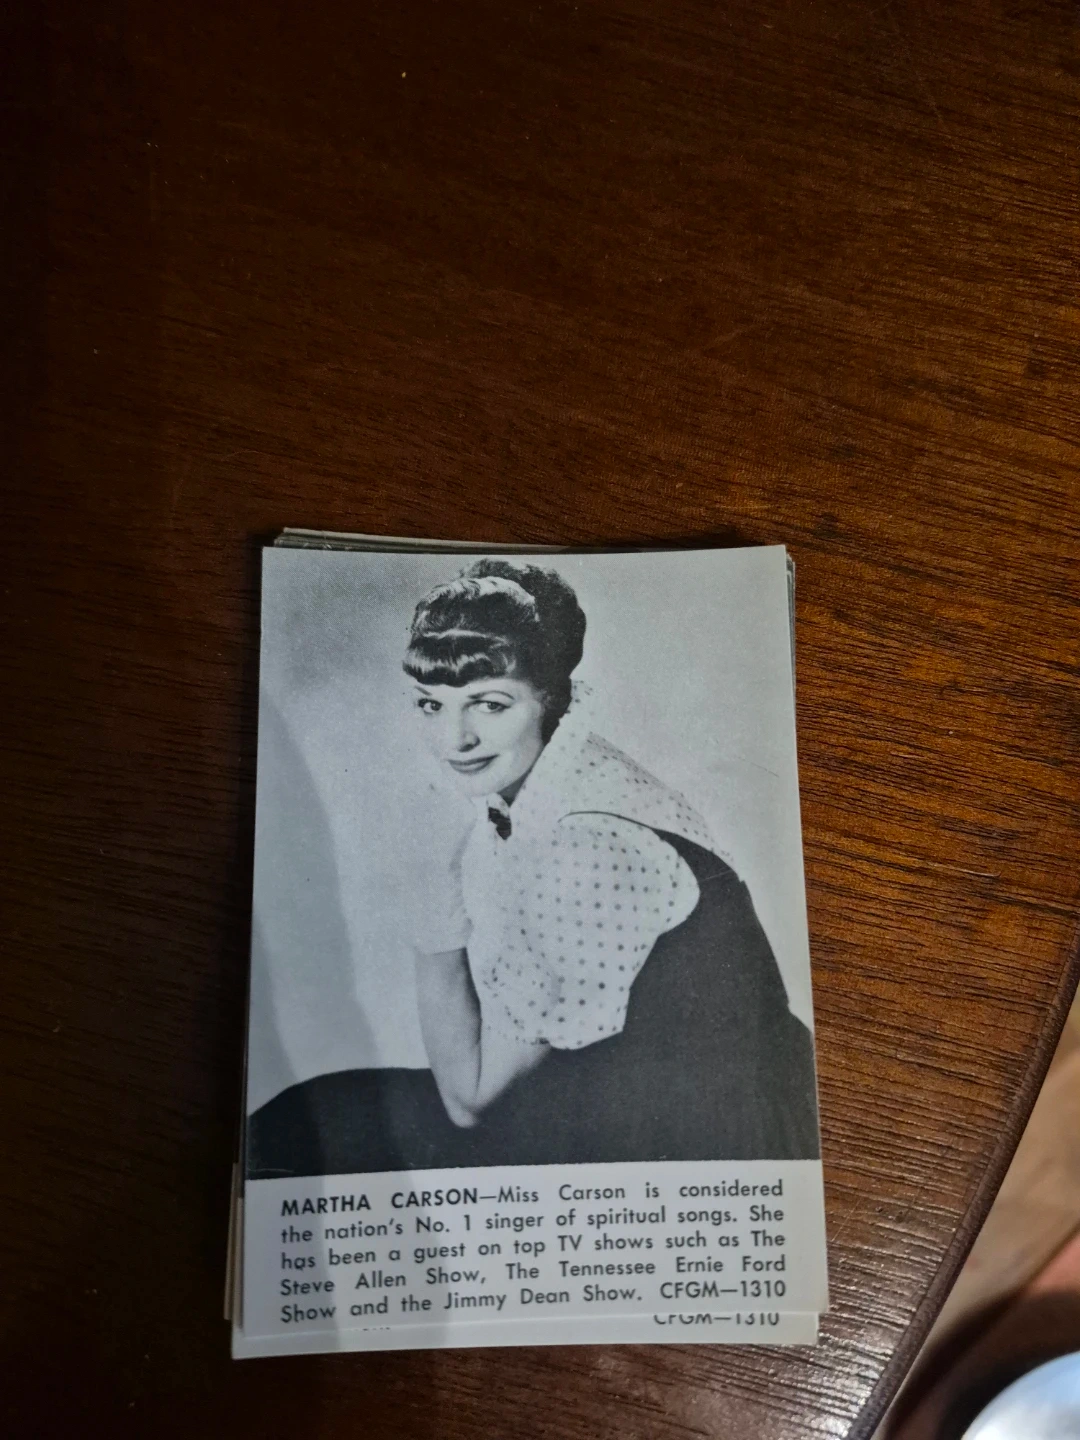 MARTHA CARSON—Miss Carson is considered
the nation's No. 1 singer of spiritual songs. She
has been a guest on top TV shows such as The
Steve Allen Show, The Tennessee Ernie Ford
Show and the Jimmy Dean Show. CFGM—1310
CFGM—1310